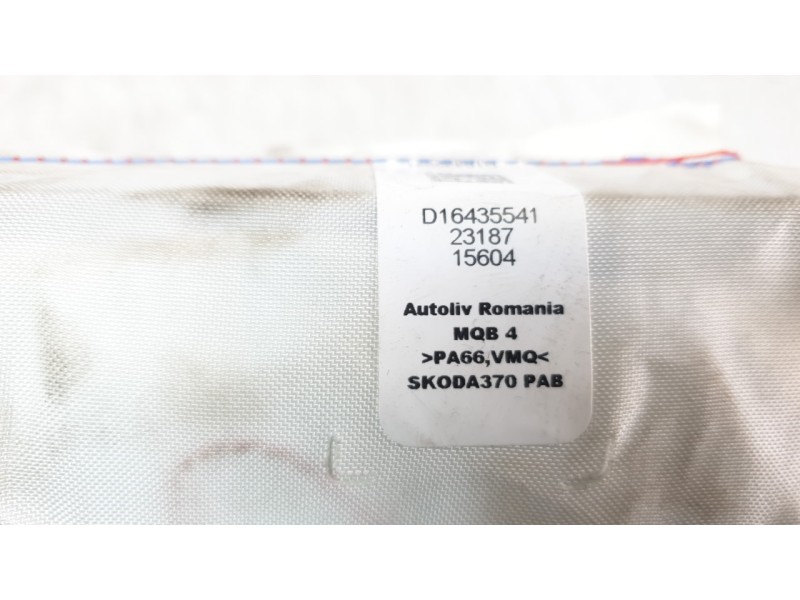 D16435541
23187
15604
Autoliv Romania
MQB 4
>PA66,VMQ<
SKODA370 PAB